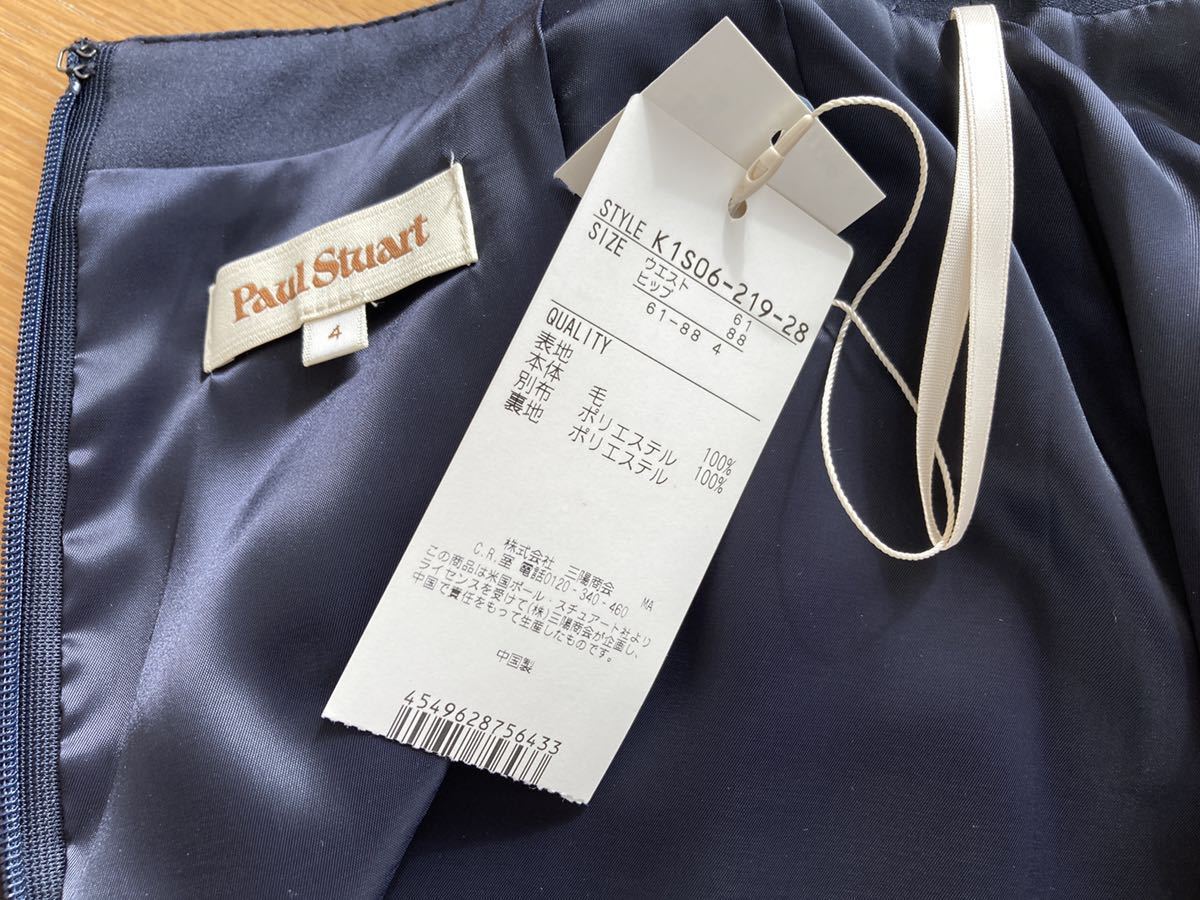 Paul Stuart
4
STYLE K1S06-219-28
SIZE ウエスト 61
ヒップ 88
61-88 4
QUALITY
表地
本体 毛
別布 ポリエステル 100%
裏地 ポリエステル 100%
株式会社 三陽商会
C.R.室 電話0120-340-460 MA
この商品は米国ポール・スチュアート社より
ライセンスを受けて(株)三陽商会が企画し、
中国で責任をもって生産したものです。
中国製
4549628756433